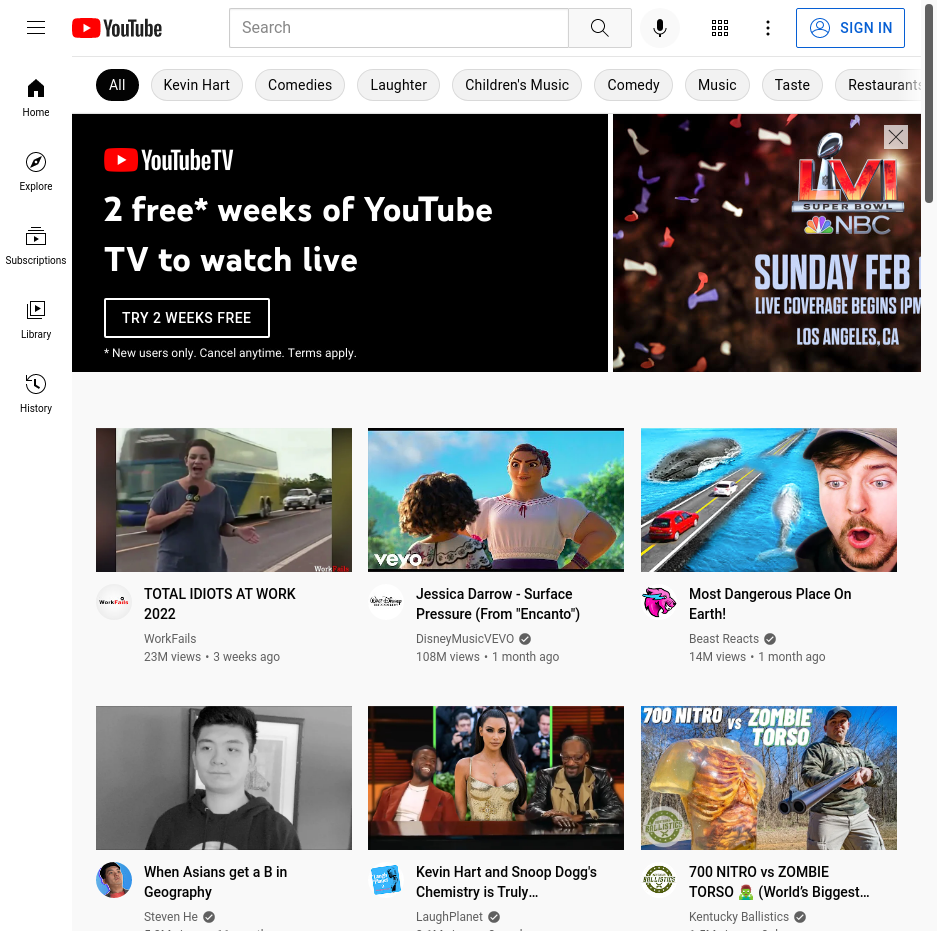 YouTube
Search
SIGN IN
All
Kevin Hart
Comedies
Laughter
Children's Music
Comedy
Music
Taste
Restaurants
Home
Explore
Subscriptions
Library
History
YouTubeTV
2 free* weeks of YouTube
TV to watch live
TRY 2 WEEKS FREE
* New users only. Cancel anytime. Terms apply.
LVI
SUPER BOWL
NBC
SUNDAY FEB
LIVE COVERAGE BEGINS 1PM
LOS ANGELES, CA
WorkFails
vevo
WorkFails
TOTAL IDIOTS AT WORK
2022
WorkFails
23M views • 3 weeks ago
Jessica Darrow - Surface
Pressure (From "Encanto")
DisneyMusicVEVO
108M views • 1 month ago
Most Dangerous Place On
Earth!
Beast Reacts
14M views • 1 month ago
700 NITRO VS ZOMBIE
TORSO
BALLISTICS
When Asians get a B in
Geography
Steven He
Kevin Hart and Snoop Dogg's
Chemistry is Truly…
LaughPlanet
BALLISTICS
700 NITRO vs ZOMBIE
TORSO 🧟‍♂️ (World’s Biggest…
Kentucky Ballistics